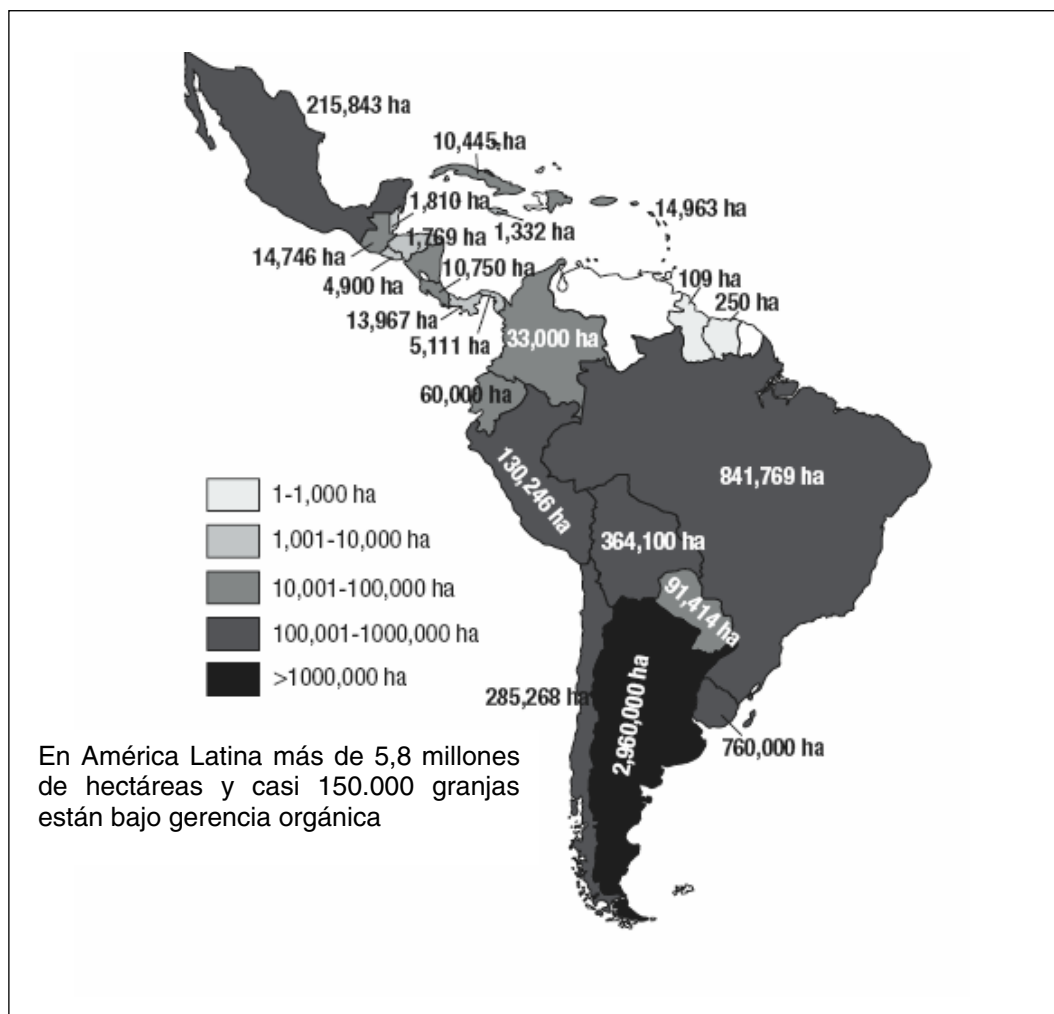 215,843 ha
10,445 ha
1,810 ha
14,963 ha
1,332 ha
1,769 ha
14,746 ha
10,750 ha
4,900 ha
109 ha
250 ha
13,967 ha
5,111 ha
33,000 ha
60,000 ha
130,246 ha
841,769 ha
364,100 ha
91,414 ha
1-1,000 ha
1,001-10,000 ha
10,001-100,000 ha
100,001-1000,000 ha
>1000,000 ha
285,268 ha
2,960,000 ha
760,000 ha
En América Latina más de 5,8 millones
de hectáreas y casi 150.000 granjas
están bajo gerencia orgánica